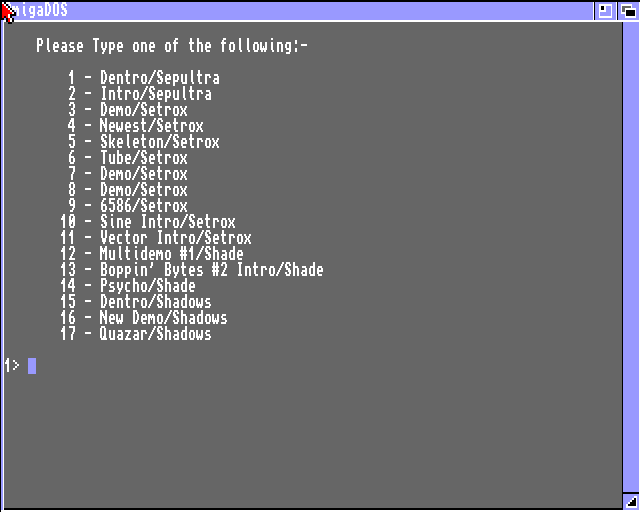 migaDOS
Please Type one of the following:-
1 - Dentro/Sepultra
2 - Intro/Sepultra
3 - Demo/Setrox
4 - Newest/Setrox
5 - Skeleton/Setrox
6 - Tube/Setrox
7 - Demo/Setrox
8 - Demo/Setrox
9 - 6586/Setrox
10 - Sine Intro/Setrox
11 - Vector Intro/Setrox
12 - Multidemo #1/Shade
13 - Boppin' Bytes #2 Intro/Shade
14 - Psycho/Shade
15 - Dentro/Shadows
16 - New Demo/Shadows
17 - Quazar/Shadows
1>